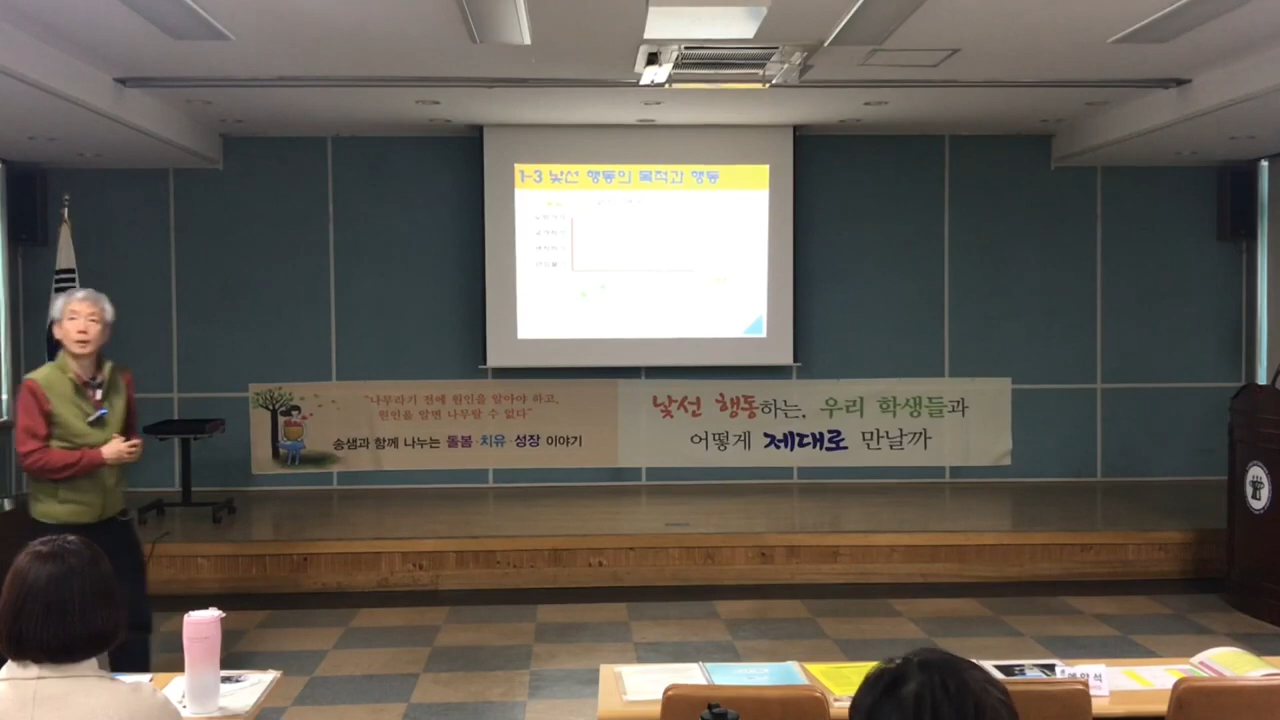 1-3 낯선 행동의 목적과 행동
"나무라기 전에 원인을 알아야 하고,
원인을 알면 나무랄 수 없다"
송샘과 함께 나누는 돌봄·치유·성장 이야기
낯선 행동하는, 우리 학생들과
어떻게 제대로 만날까